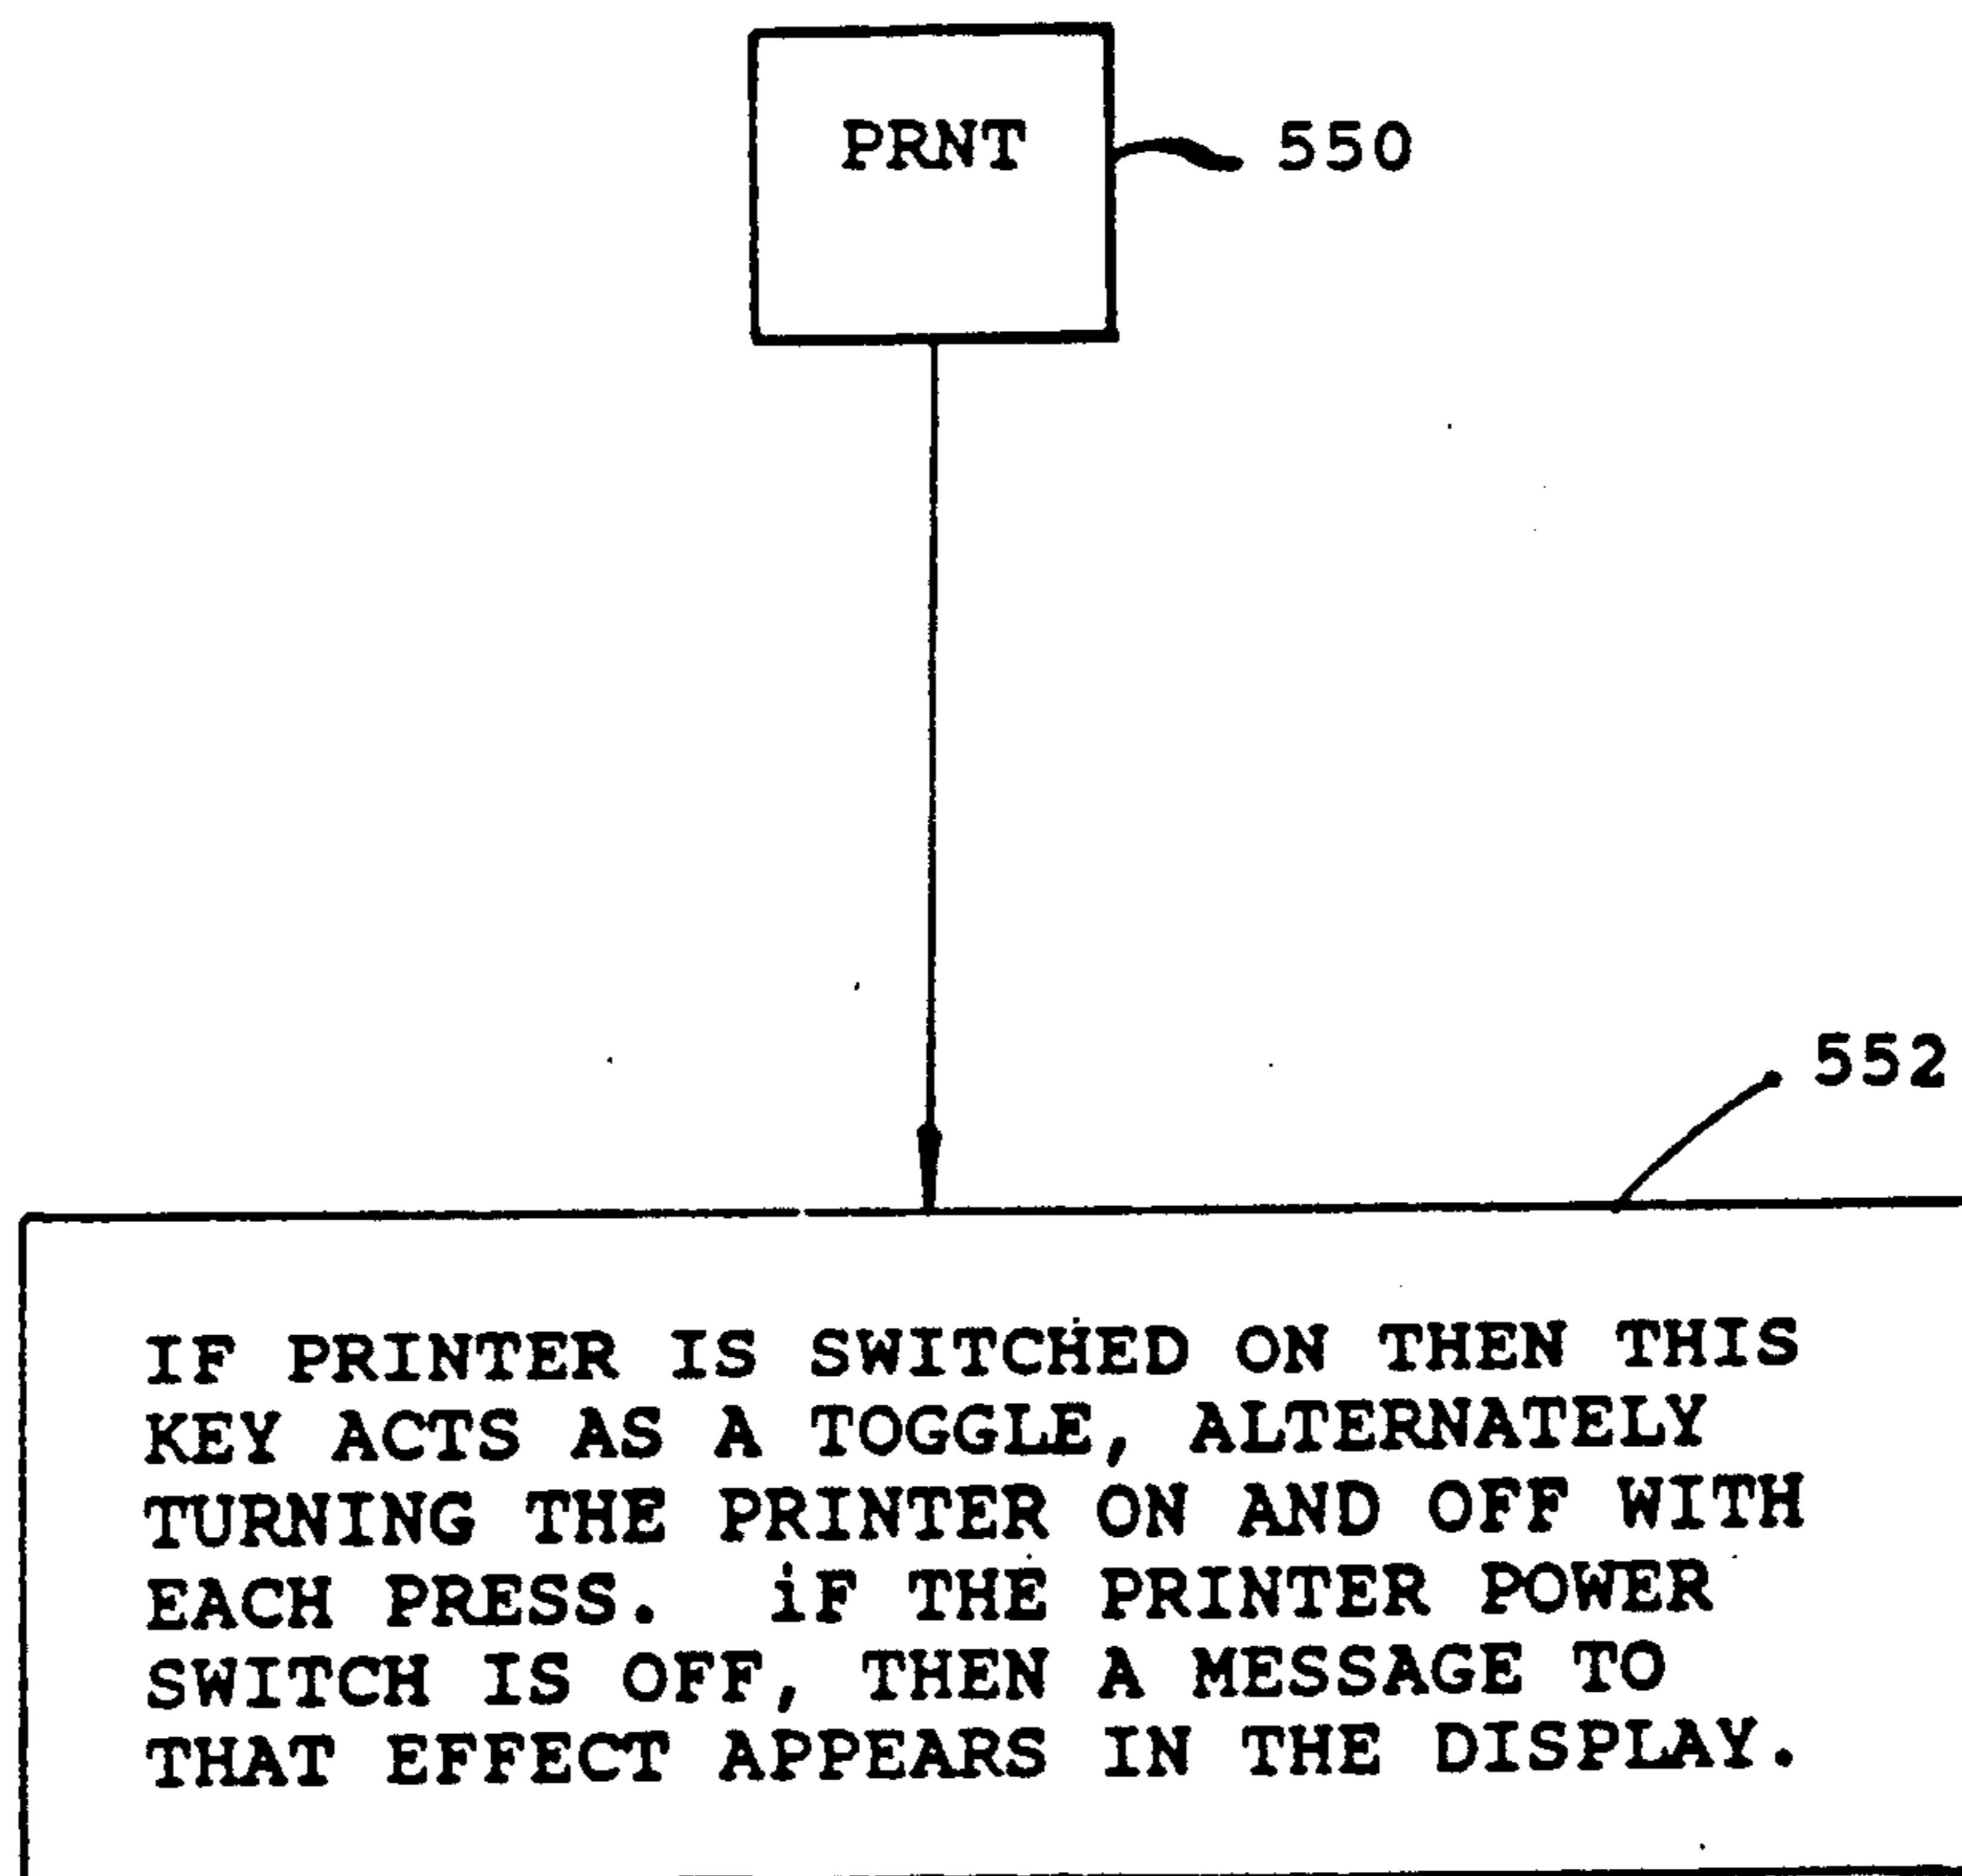 PRNT 550
552
IF PRINTER IS SWITCHED ON THEN THIS
KEY ACTS AS A TOGGLE, ALTERNATELY
TURNING THE PRINTER ON AND OFF WITH
EACH PRESS. iF THE PRINTER POWER
SWITCH IS OFF, THEN A MESSAGE TO
THAT EFFECT APPEARS IN THE DISPLAY.